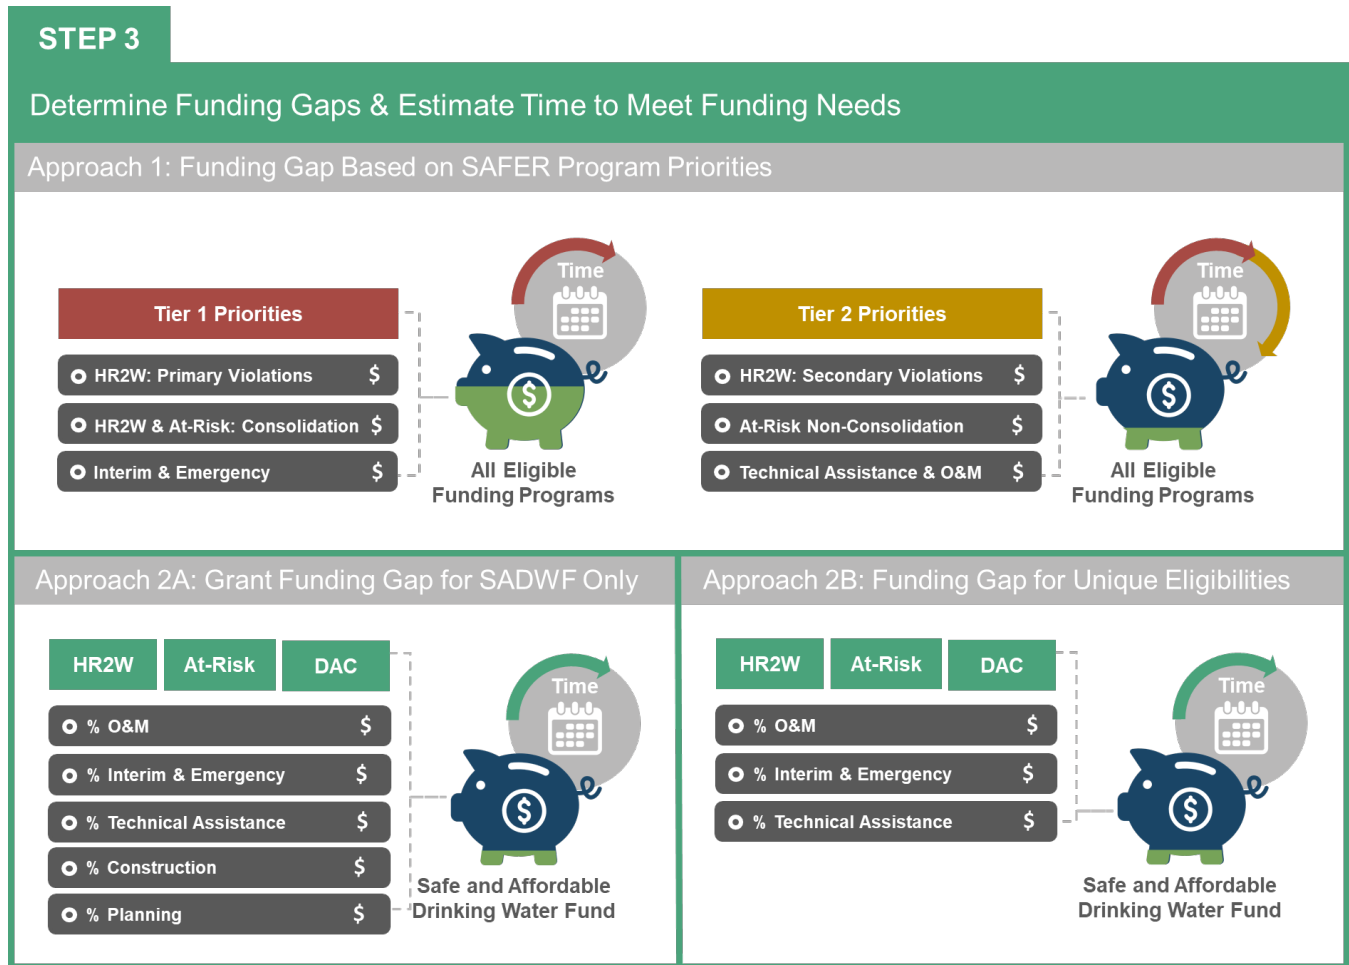 STEP 3
Determine Funding Gaps & Estimate Time to Meet Funding Needs
Approach 1: Funding Gap Based on SAFER Program Priorities
Tier 1 Priorities
HR2W: Primary Violations $
HR2W & At-Risk: Consolidation $
Interim & Emergency $
Time
$
All Eligible
Funding Programs
Tier 2 Priorities
HR2W: Secondary Violations $
At-Risk Non-Consolidation $
Technical Assistance & O&M $
Time
$
All Eligible
Funding Programs
Approach 2A: Grant Funding Gap for SADWF Only
HR2W At-Risk DAC
% O&M $
% Interim & Emergency $
% Technical Assistance $
% Construction $
% Planning $
Time
$
Safe and Affordable
Drinking Water Fund
Approach 2B: Funding Gap for Unique Eligibilities
HR2W At-Risk DAC
% O&M $
% Interim & Emergency $
% Technical Assistance $
Time
$
Safe and Affordable
Drinking Water Fund